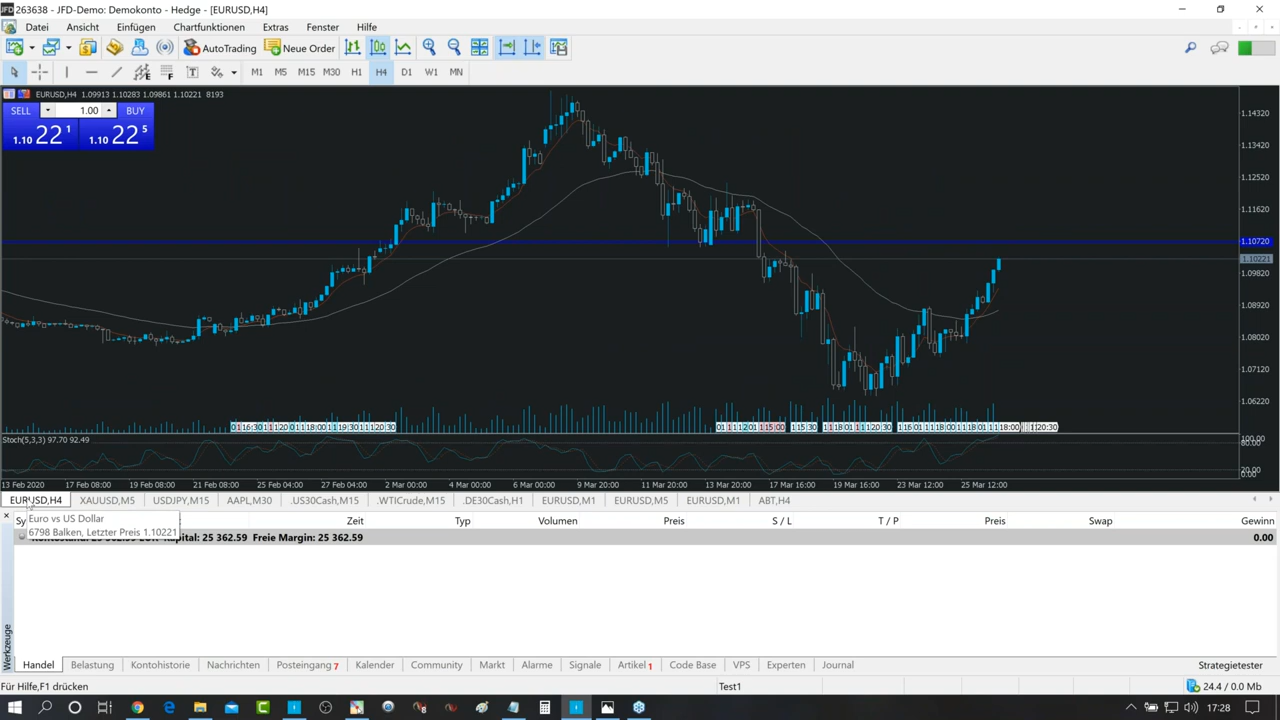 JFD 263638 - JFD-Demo: Demokonto - Hedge - [EURUSD,H4]
Datei Ansicht Einfügen Chartfunktionen Extras Fenster Hilfe
AutoTrading New Order
E F T M1 M5 M15 M30 H1 H4 D1 W1 MN
EURUSD,H4 1.09913 1.10283 1.09861 1.10221 8193
SELL 1.00 BUY
1.10 22 1 1.10 22 5
1.14320
1.13420
1.12520
1.11620
1.10720
1.10221
1.09820
1.08920
1.08020
1.07120
1.06220
Stoch(5,3,3) 97.70 92.49
100.00
80.00
20.00
0.00
13 Feb 2020 17 Feb 08:00 19 Feb 08:00 21 Feb 08:00 25 Feb 08:00 27 Feb 04:00 2 Mar 00:00 4 Mar 00:00 6 Mar 00:00 9 Mar 20:00 11 Mar 20:00 13 Mar 20:00 17 Mar 16:00 19 Mar 16:00 23 Mar 12:00 25 Mar 12:00
EURUSD,H4 XAUUSD,M5 USDJPY,M15 AAPL,M30 .US30Cash,M15 .WTICrude,M15 .DE30Cash,H1 EURUSD,M1 EURUSD,M5 EURUSD,M1 ABT,H4
Euro vs US Dollar
6798 Balken, Letzter Preis 1.10221
Sy Zeit Typ Volumen Preis S / L T / P Preis Swap Gewinn
Kapital: 25 362.59 Freie Margin: 25 362.59 0.00
Werkzeuge
Handel Belastung Kontohistorie Nachrichten Posteingang 7 Kalender Community Markt Alarme Signale Artikel 1 Code Base VPS Experten Journal Strategietester
Für Hilfe,F1 drücken Test1 24.4 / 0.0 Mb
17:28